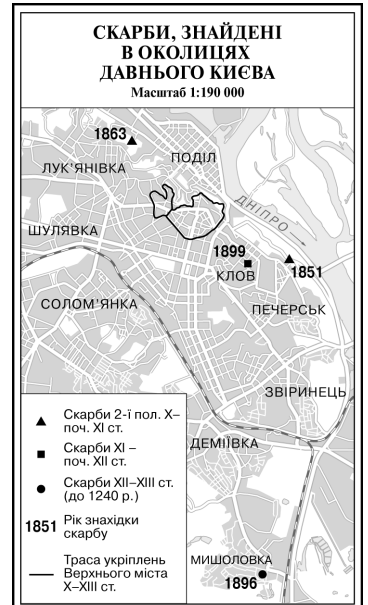 СКАРБИ, ЗНАЙДЕНІ
В ОКОЛИЦЯХ
ДАВНЬОГО КИЄВА
Масштаб 1:190 000
1863
ПОДІЛ
ЛУК'ЯНІВКА
ДНІПРО
ШУЛЯВКА
1899
КЛОВ
1851
СОЛОМ'ЯНКА
ПЕЧЕРСЬК
ЗВІРИНЕЦЬ
ДЕМІЇВКА
МИШОЛОВКА
1896
Скарби 2-ї пол. X–
поч. XI ст.
Скарби XI –
поч. XII ст.
Скарби XII–XIII ст.
(до 1240 р.)
1851 Рік знахідки
скарбу
Траса укріплень
Верхнього міста
X–XIII ст.